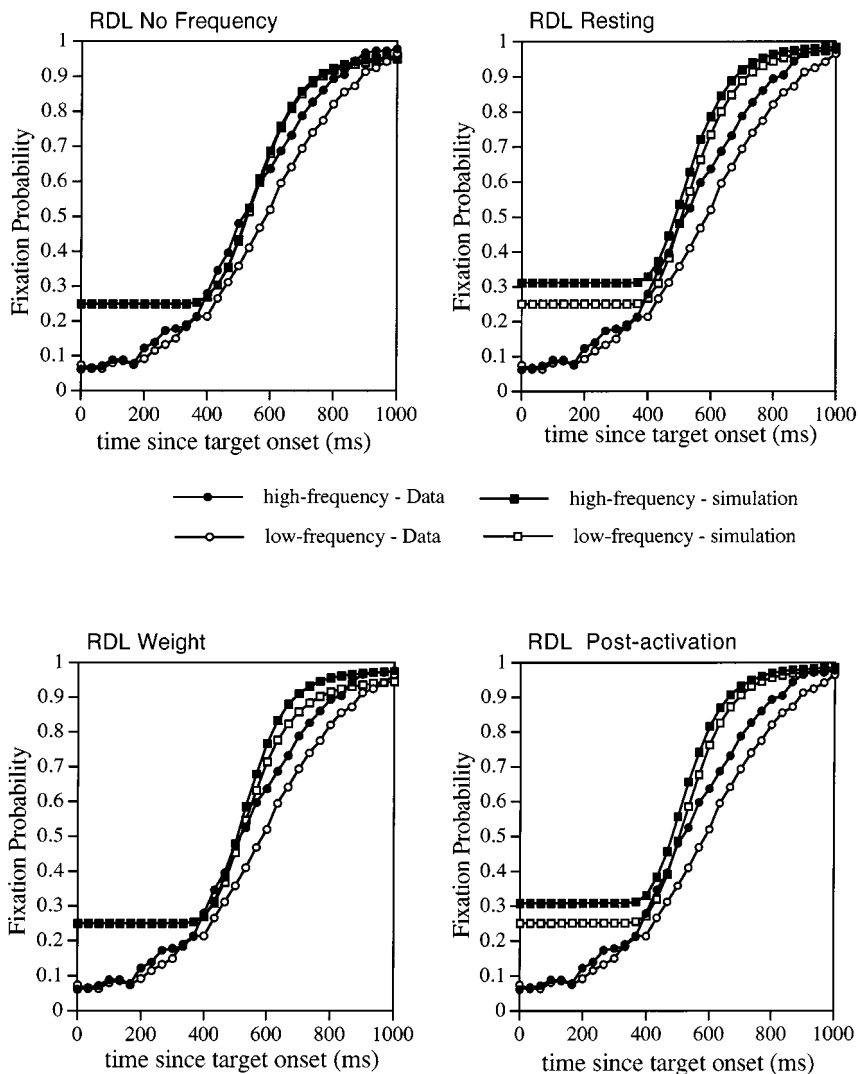 RDL No Frequency
1
0.9
0.8
0.7
0.6
0.5
0.4
0.3
0.2
0.1
0
Fixation Probability
0 200 400 600 800 1000
time since target onset (ms)
RDL Resting
1
0.9
0.8
0.7
0.6
0.5
0.4
0.3
0.2
0.1
0
Fixation Probability
0 200 400 600 800 1000
time since target onset (ms)
high-frequency - Data
high-frequency - simulation
low-frequency - Data
low-frequency - simulation
RDL Weight
1
0.9
0.8
0.7
0.6
0.5
0.4
0.3
0.2
0.1
0
Fixation Probability
0 200 400 600 800 1000
time since target onset (ms)
RDL Post-activation
1
0.9
0.8
0.7
0.6
0.5
0.4
0.3
0.2
0.1
0
Fixation Probability
0 200 400 600 800 1000
time since target onset (ms)